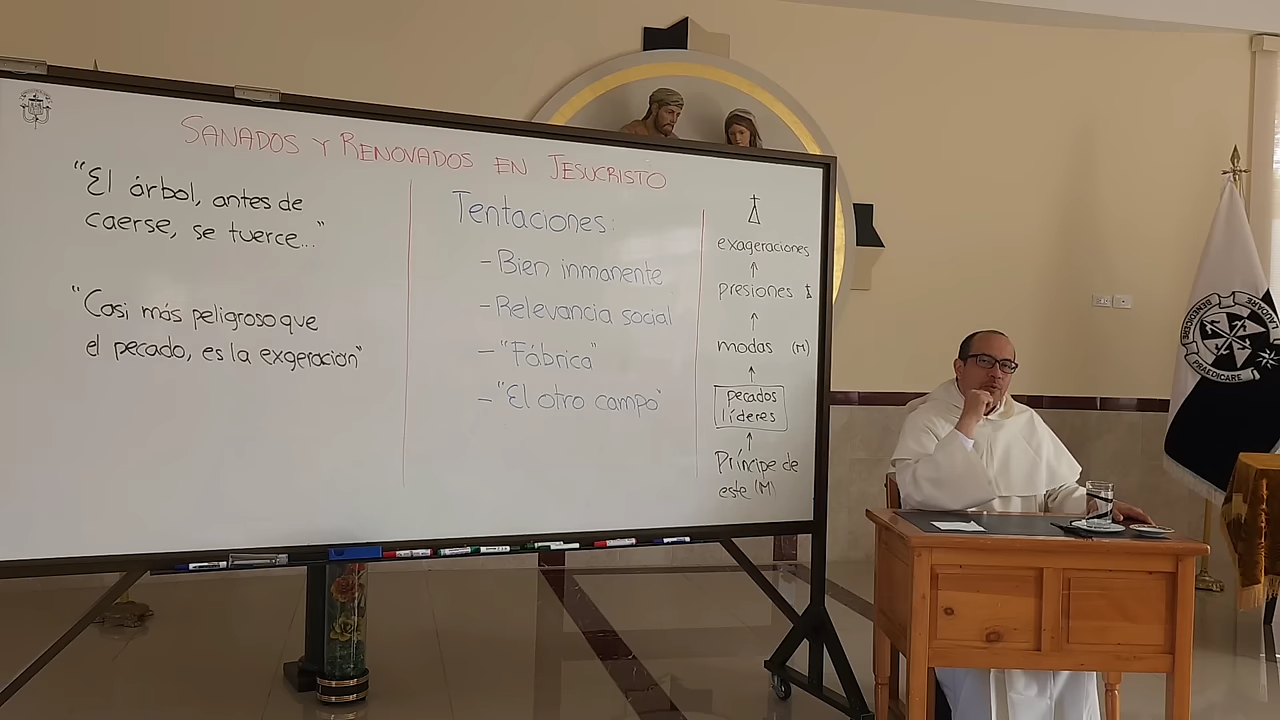 SANADOS Y RENOVADOS EN JESUCRISTO
"El árbol, antes de
caerse, se tuerce..."
"Casi más peligroso que
el pecado, es la exgeración"
Tentaciones:
- Bien inmanente
- Relevancia social
- "Fábrica"
- "El otro campo"
exageraciones
↑
presiones
↑
modas (M)
↑
pecados
líderes
↑
Príncipe de
este (M)
LAUDARE
BENEDICERE
PRAEDICARE